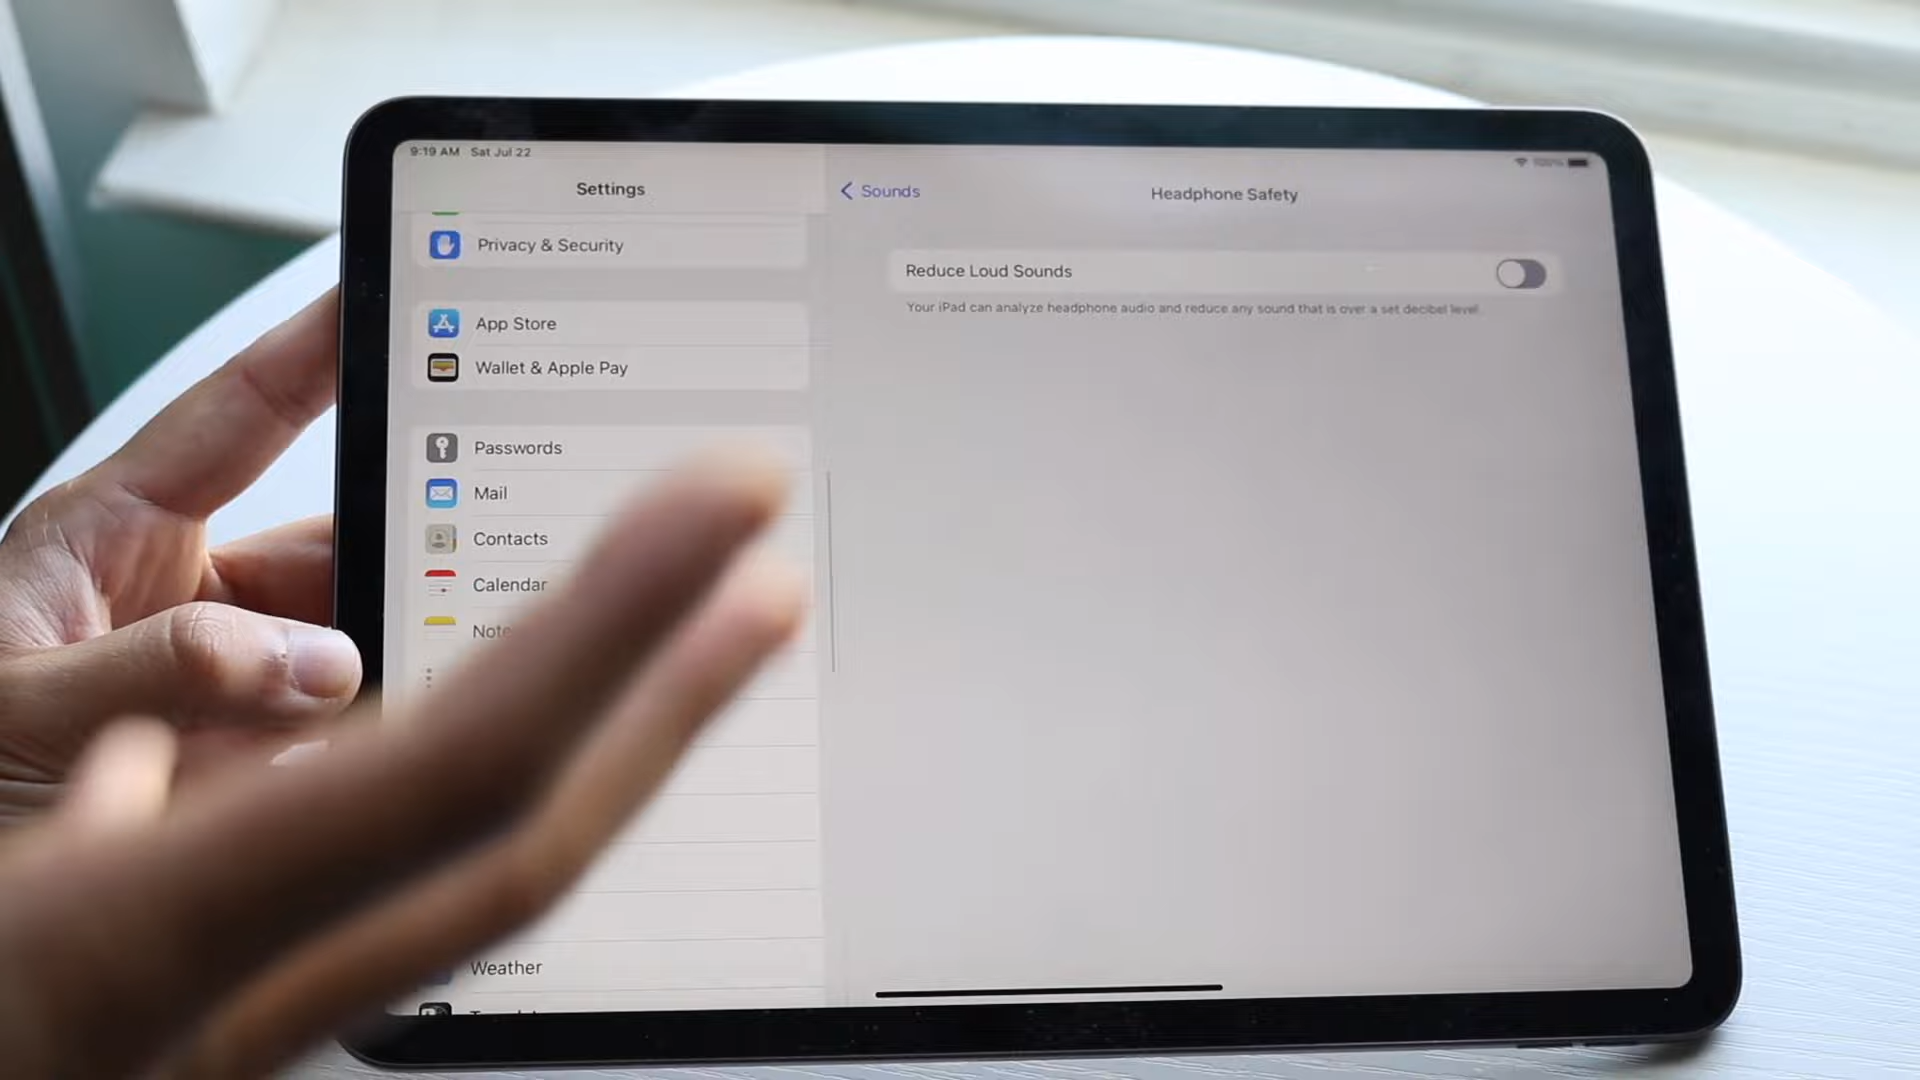 9:19 AM Sat Jul 22
Settings
Privacy & Security
App Store
Wallet & Apple Pay
Passwords
Mail
Contacts
Calendar
Weather
Sounds
Headphone Safety
Reduce Loud Sounds
Your iPad can analyze headphone audio and reduce any sound that is over a set decibel level.